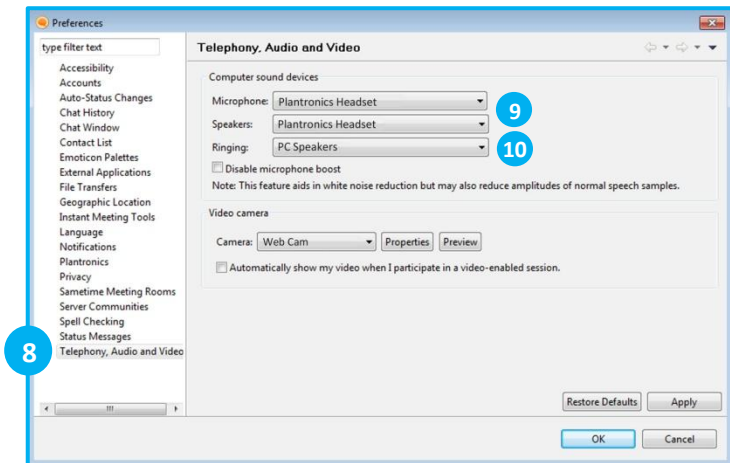 Preferences
type filter text
Telephony, Audio and Video
Accessibility
Accounts
Auto-Status Changes
Chat History
Chat Window
Contact List
Emoticon Palettes
External Applications
File Transfers
Geographic Location
Instant Meeting Tools
Language
Notifications
Plantronics
Privacy
Sametime Meeting Rooms
Server Communities
Spell Checking
Status Messages
8 Telephony, Audio and Video
Computer sound devices
Microphone: Plantronics Headset
9
Speakers: Plantronics Headset
Ringing: PC Speakers 10
Disable microphone boost
Note: This feature aids in white noise reduction but may also reduce amplitudes of normal speech samples.
Video camera
Camera: Web Cam Properties Preview
Automatically show my video when I participate in a video-enabled session.
Restore Defaults Apply
OK Cancel